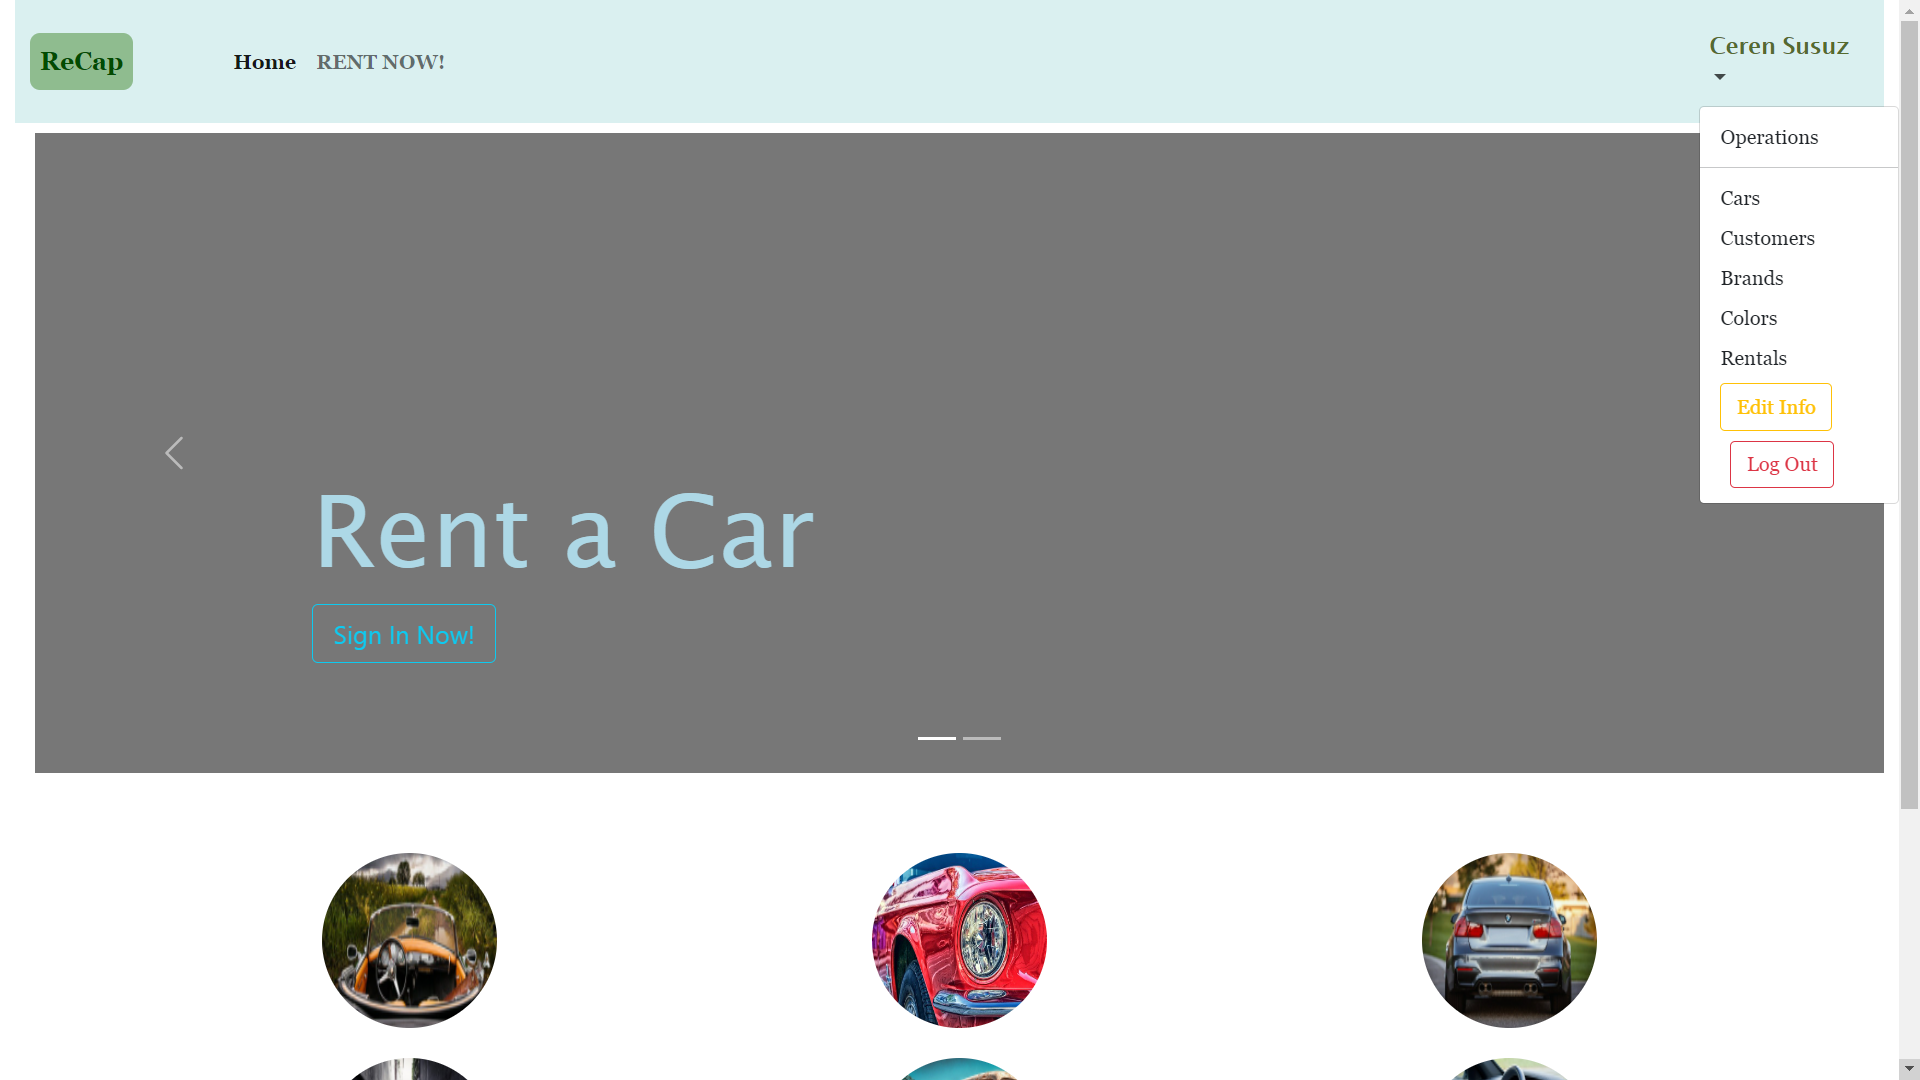 ReCap
Home RENT NOW!
Ceren Susuz
Operations
Cars
Customers
Brands
Colors
Rentals
Edit Info
Log Out
Rent a Car
Sign In Now!